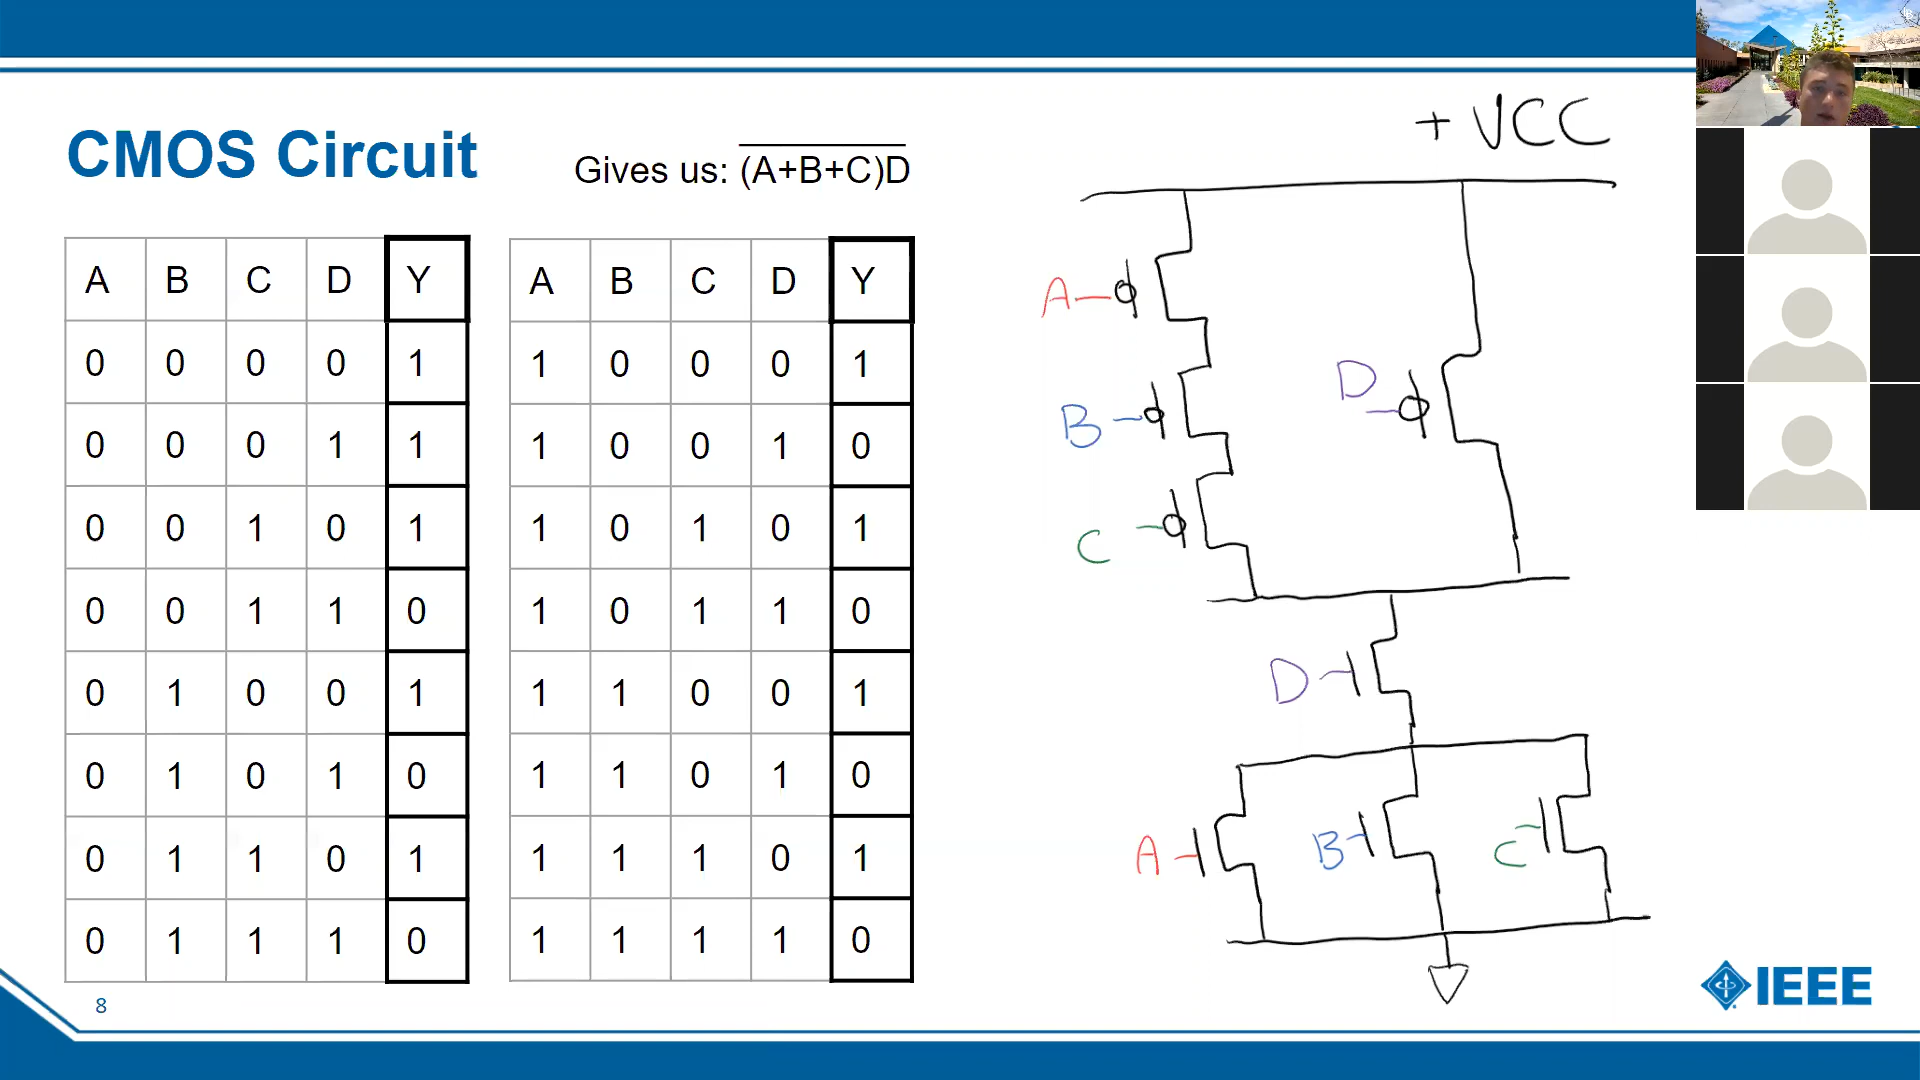 CMOS Circuit
Gives us: (A+B+C)D
A B C D Y
0 0 0 0 1
0 0 0 1 1
0 0 1 0 1
0 0 1 1 0
0 1 0 0 1
0 1 0 1 0
0 1 1 0 1
0 1 1 1 0
A B C D Y
1 0 0 0 1
1 0 0 1 0
1 0 1 0 1
1 0 1 1 0
1 1 0 0 1
1 1 0 1 0
1 1 1 0 1
1 1 1 1 0
+ VCC
A
D
B
C
D
A
B
C
8
IEEE